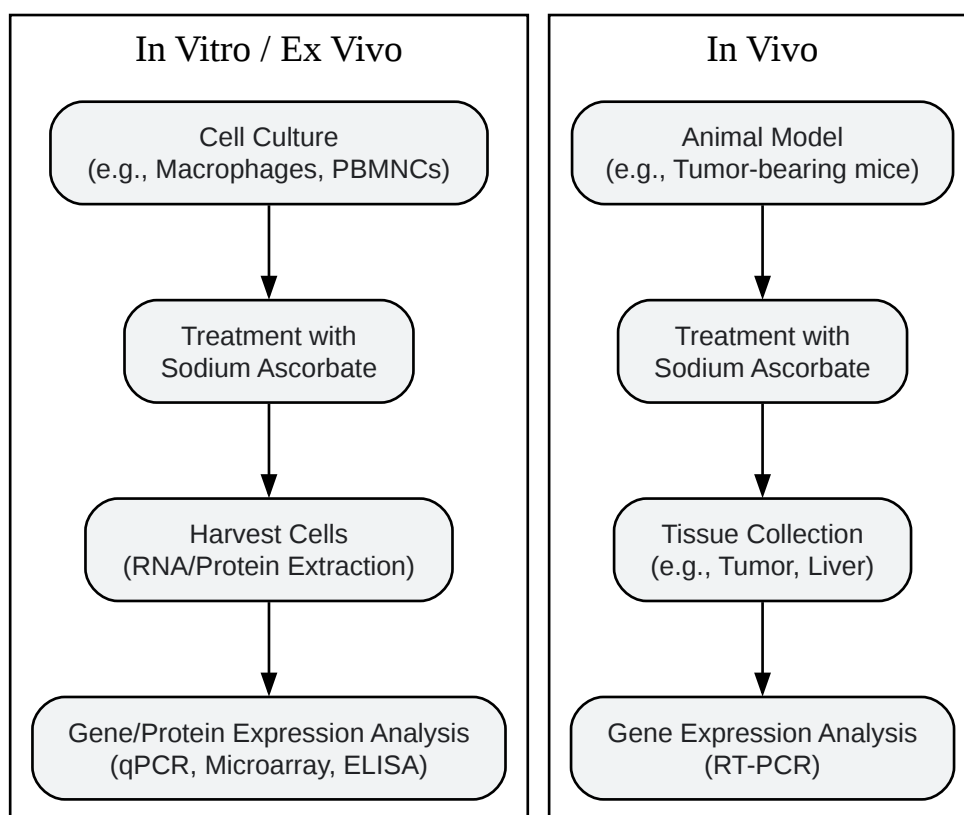 In Vitro / Ex Vivo
Cell Culture
(e.g., Macrophages, PBMNCs)
Treatment with
Sodium Ascorbate
Harvest Cells
(RNA/Protein Extraction)
Gene/Protein Expression Analysis
(qPCR, Microarray, ELISA)
In Vivo
Animal Model
(e.g., Tumor-bearing mice)
Treatment with
Sodium Ascorbate
Tissue Collection
(e.g., Tumor, Liver)
Gene Expression Analysis
(RT-PCR)